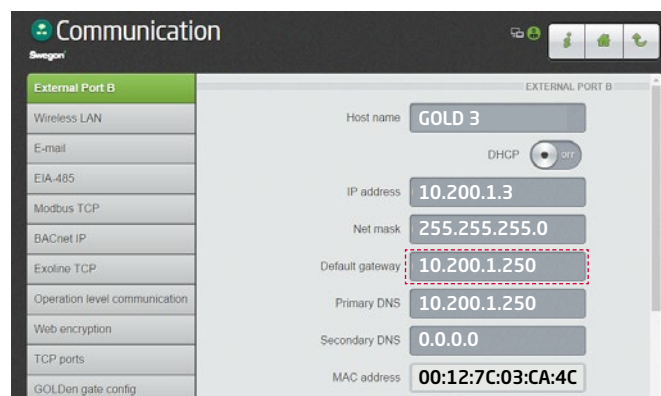 Communication
Swegon
i
External Port B
Wireless LAN
E-mail
EIA-485
Modbus TCP
BACnet IP
Exoline TCP
Operation level communication
Web encryption
TCP ports
GOLDen gate config
EXTERNAL PORT B
Host name GOLD 3
DHCP OFF
IP address 10.200.1.3
Net mask 255.255.255.0
Default gateway 10.200.1.250
Primary DNS 10.200.1.250
Secondary DNS 0.0.0.0
MAC address 00:12:7C:03:CA:4C